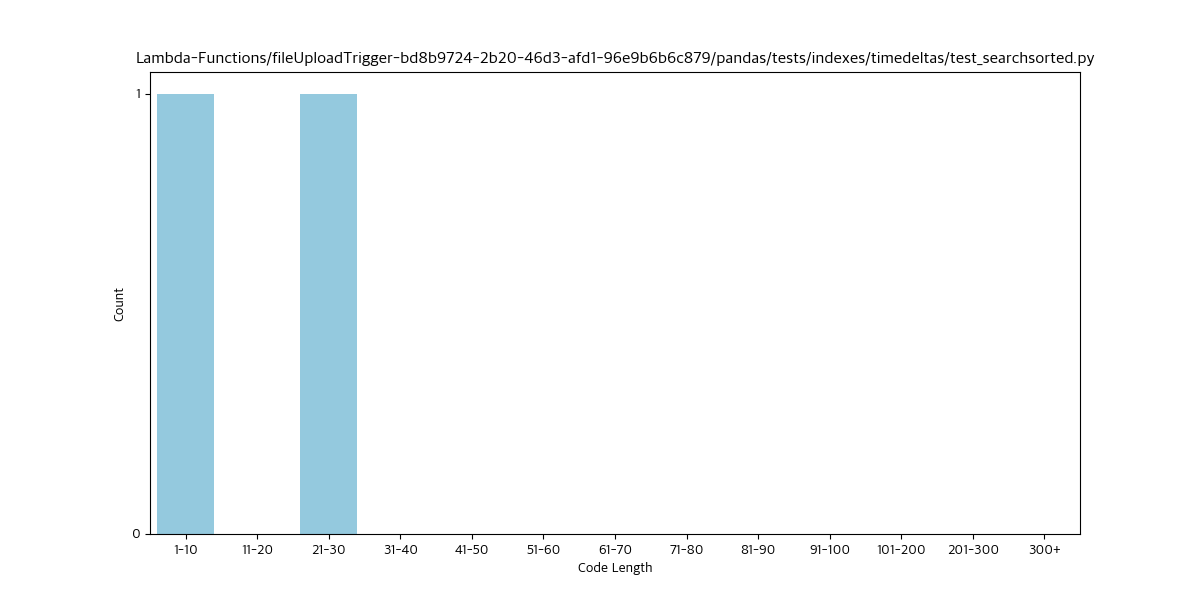 Lambda-Functions/fileUploadTrigger-bd8b9724-2b20-46d3-afd1-96e9b6b6c879/pandas/tests/indexes/timedeltas/test_searchsorted.py
1
Count
0
1-10 11-20 21-30 31-40 41-50 51-60 61-70 71-80 81-90 91-100 101-200 201-300 300+
Code Length